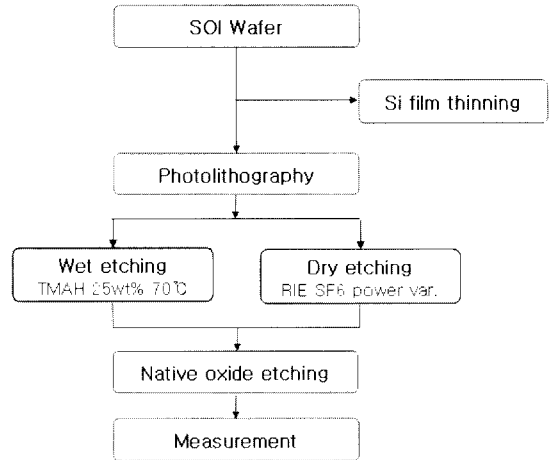 SOI Wafer
Si film thinning
Photolithography
Wet etching
TMAH 25wt% 70℃
Dry etching
RIE SF6 power var.
Native oxide etching
Measurement